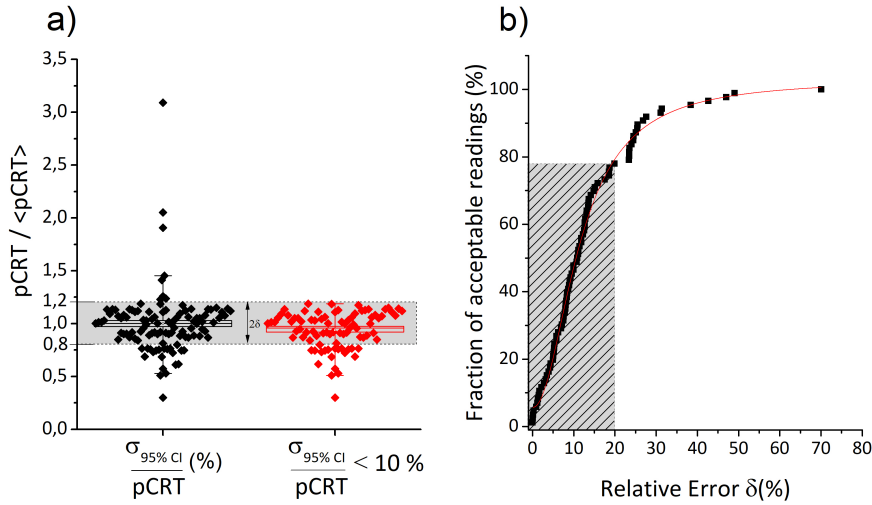 a)
pCRT / <pCRT>
3,5
3,0
2,5
2,0
1,5
1,2
1,0
0,8
0,5
0,0
2δ
σ 95% CI (%)
pCRT
σ 95% CI < 10 %
pCRT
b)
Fraction of acceptable readings (%)
100
80
60
40
20
0
0 10 20 30 40 50 60 70 80
Relative Error δ(%)